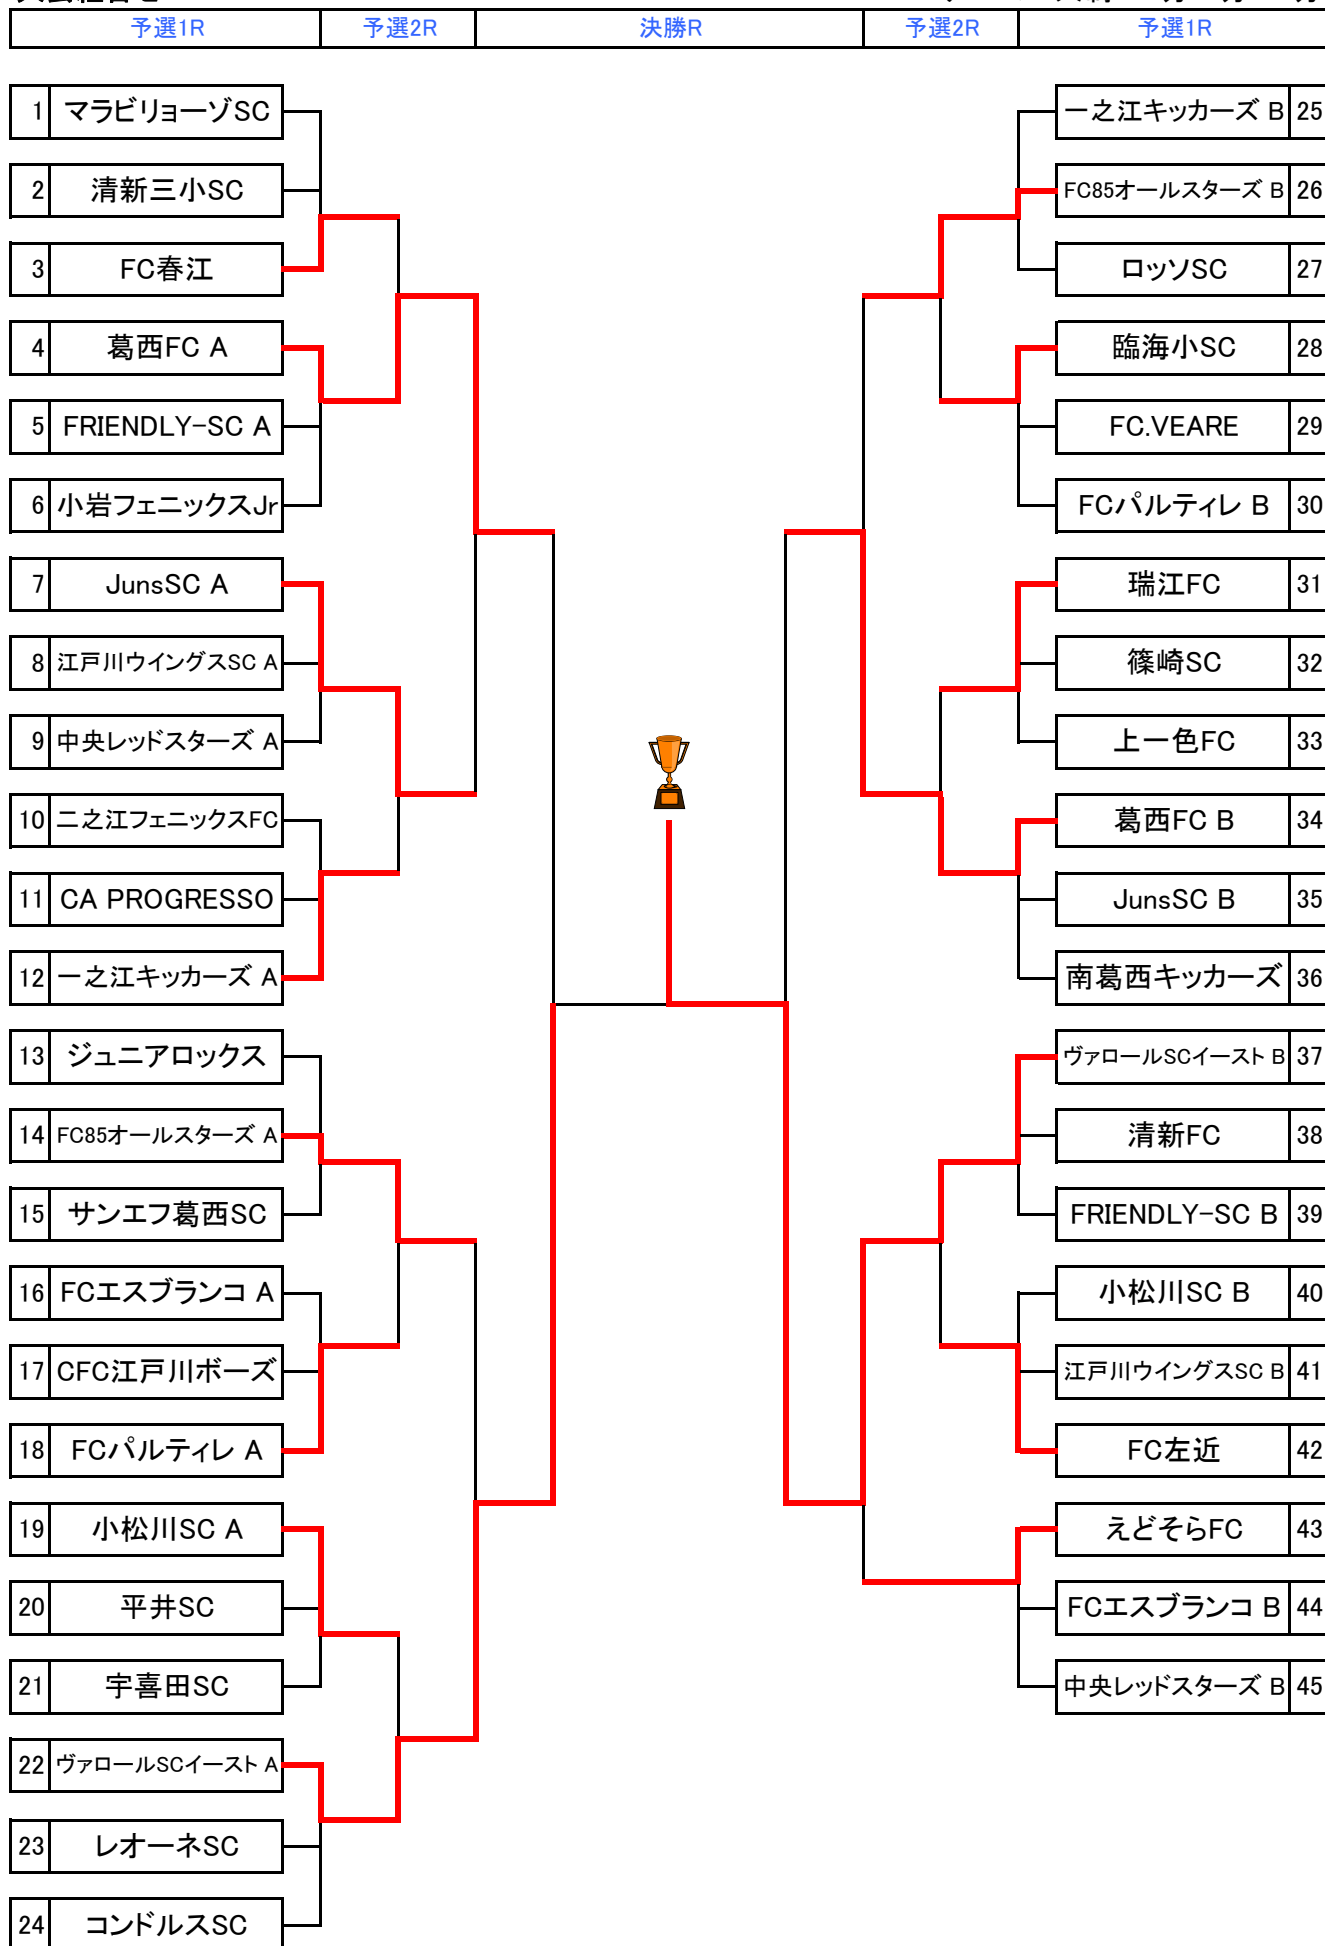 予選1R 予選2R 決勝R 予選2R 予選1R
1 マラビリョーゾSC
2 清新三小SC
3 FC春江
4 葛西FC A
5 FRIENDLY-SC A
6 小岩フェニックスJr
7 JunsSC A
8 江戸川ウイングスSC A
9 中央レッドスターズ A
10 二之江フェニックスFC
11 CA PROGRESSO
12 一之江キッカーズ A
13 ジュニアロックス
14 FC85オールスターズ A
15 サンエフ葛西SC
16 FCエスブランコ A
17 CFC江戸川ボーズ
18 FCパルティレ A
19 小松川SC A
20 平井SC
21 宇喜田SC
22 ヴァロールSCイースト A
23 レオーネSC
24 コンドルスSC
一之江キッカーズ B 25
FC85オールスターズ B 26
ロッソSC 27
臨海小SC 28
FC.VEARE 29
FCパルティレ B 30
瑞江FC 31
篠崎SC 32
上一色FC 33
葛西FC B 34
JunsSC B 35
南葛西キッカーズ 36
ヴァロールSCイースト B 37
清新FC 38
FRIENDLY-SC B 39
小松川SC B 40
江戸川ウイングスSC B 41
FC左近 42
えどそらFC 43
FCエスブランコ B 44
中央レッドスターズ B 45